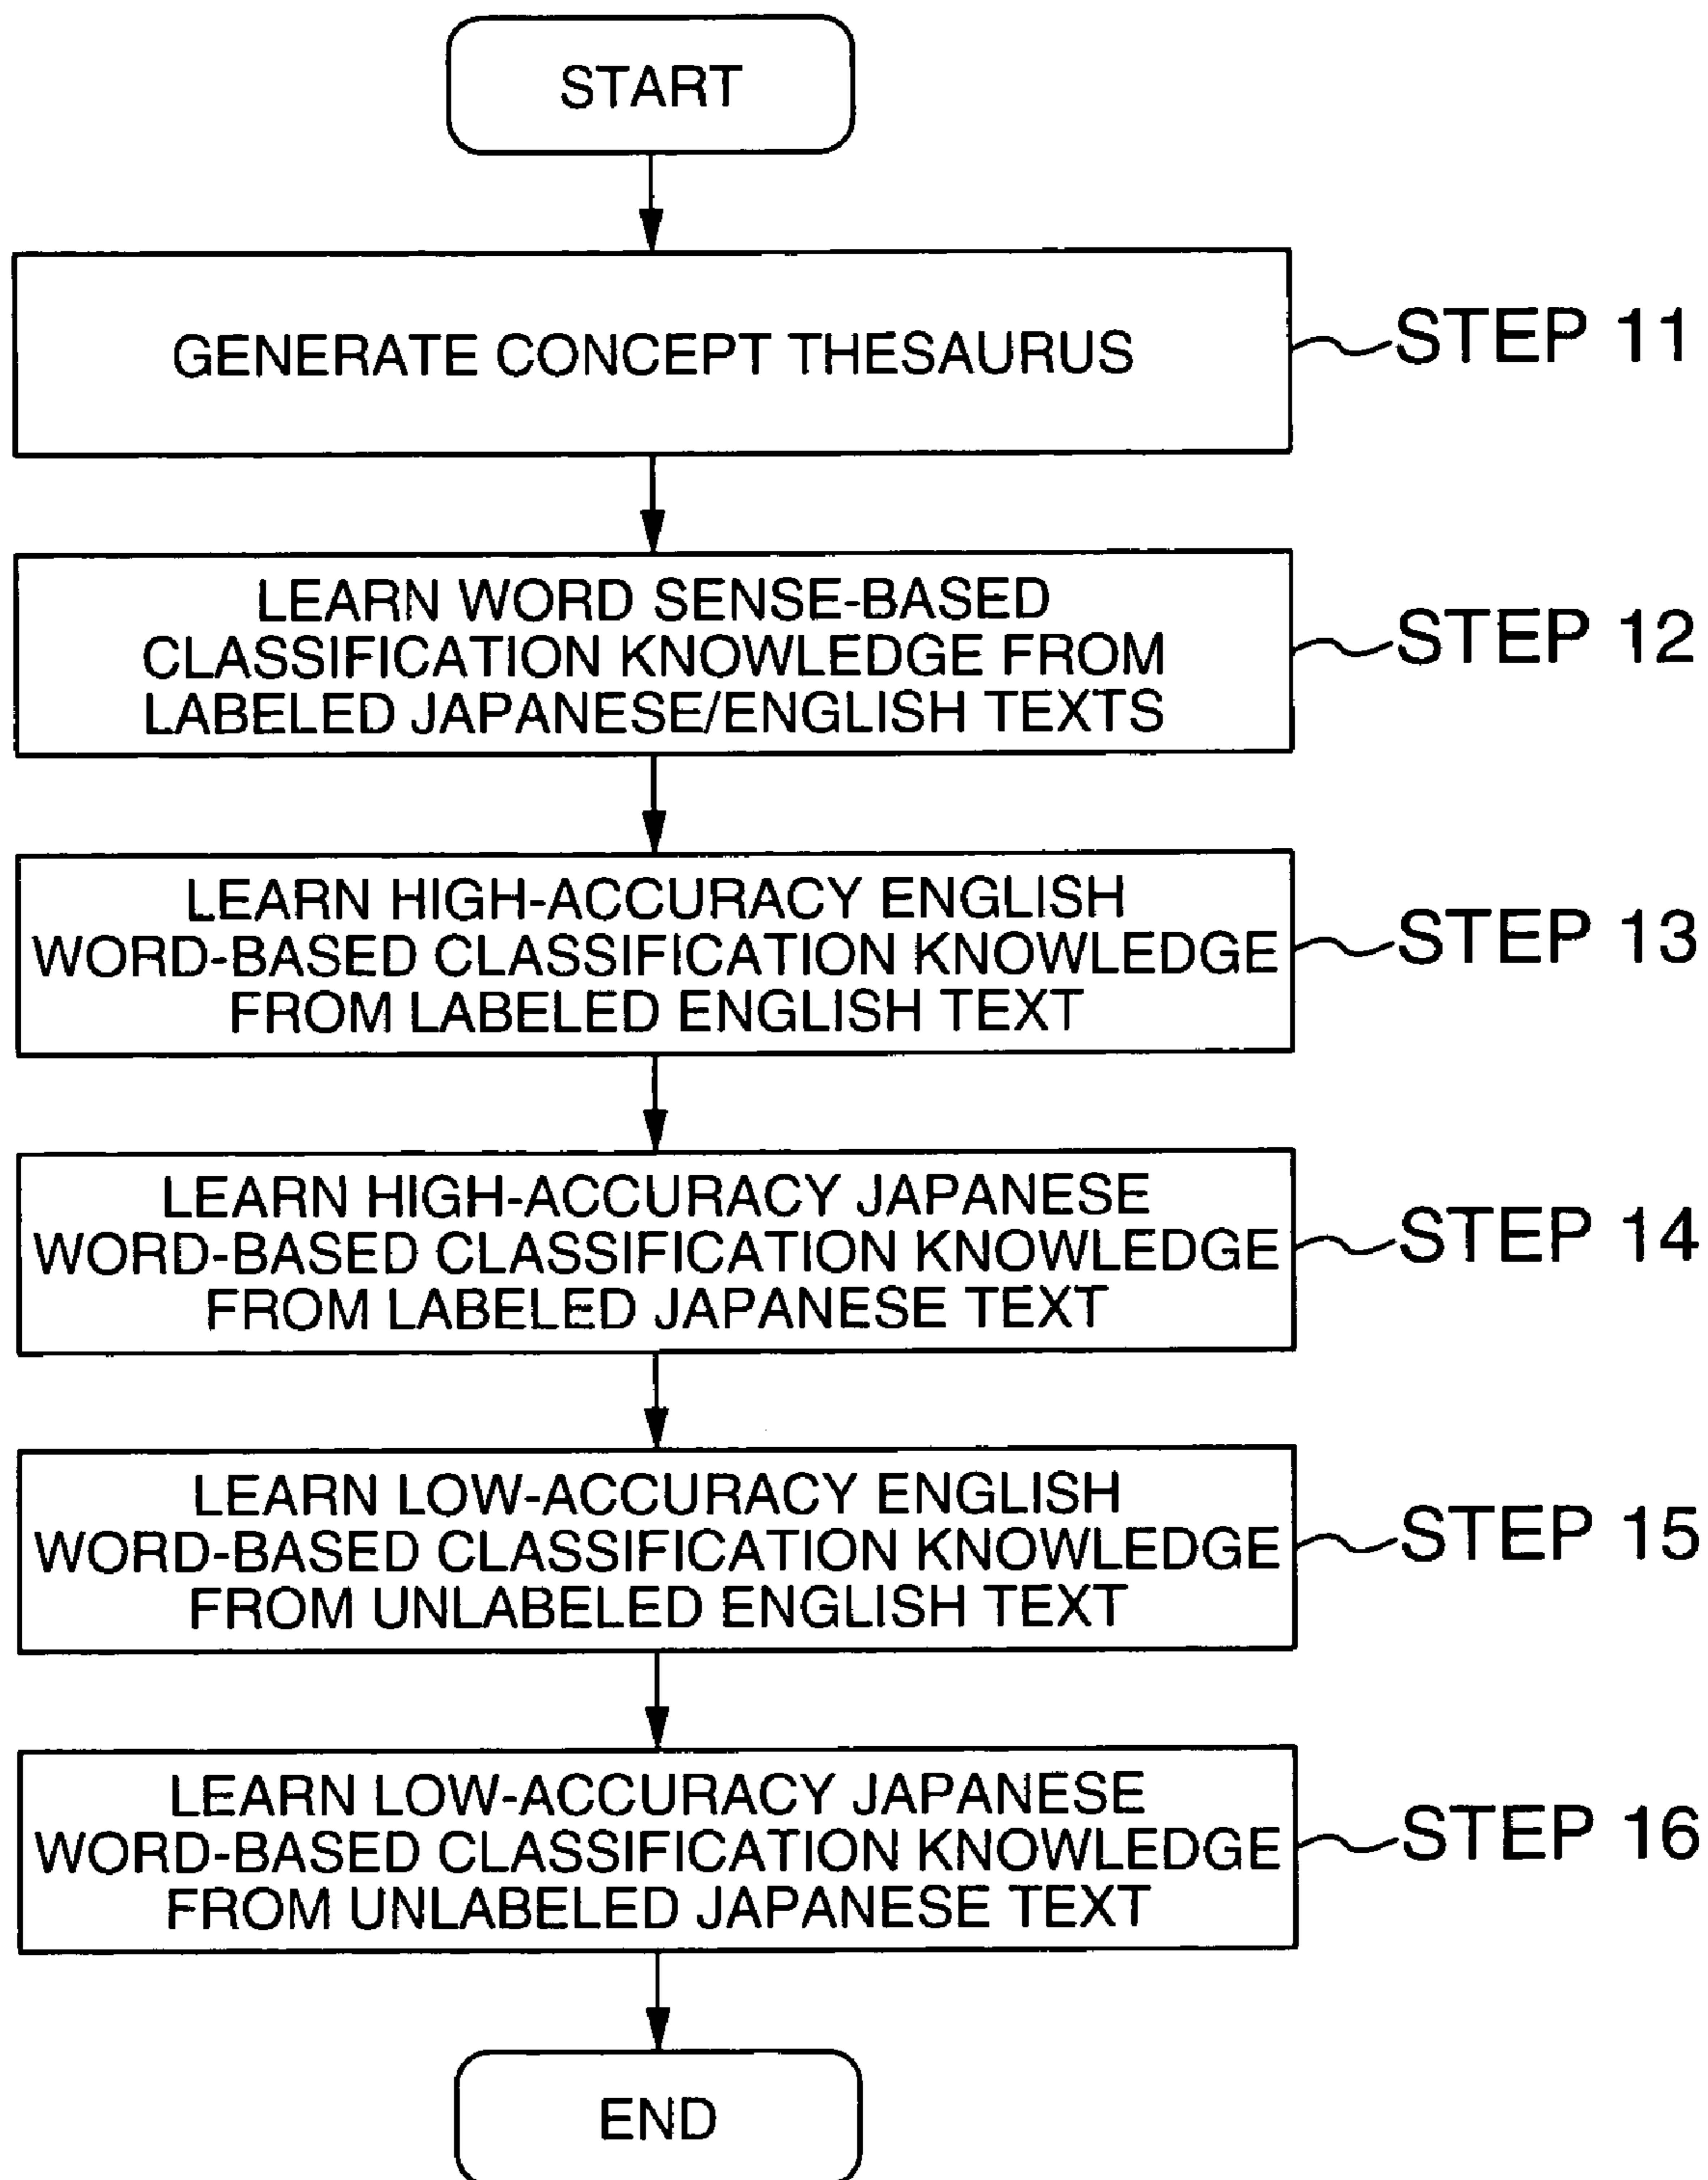 START
GENERATE CONCEPT THESAURUS
STEP 11
LEARN WORD SENSE-BASED
CLASSIFICATION KNOWLEDGE FROM
LABELED JAPANESE/ENGLISH TEXTS
STEP 12
LEARN HIGH-ACCURACY ENGLISH
WORD-BASED CLASSIFICATION KNOWLEDGE
FROM LABELED ENGLISH TEXT
STEP 13
LEARN HIGH-ACCURACY JAPANESE
WORD-BASED CLASSIFICATION KNOWLEDGE
FROM LABELED JAPANESE TEXT
STEP 14
LEARN LOW-ACCURACY ENGLISH
WORD-BASED CLASSIFICATION KNOWLEDGE
FROM UNLABELED ENGLISH TEXT
STEP 15
LEARN LOW-ACCURACY JAPANESE
WORD-BASED CLASSIFICATION KNOWLEDGE
FROM UNLABELED JAPANESE TEXT
STEP 16
END